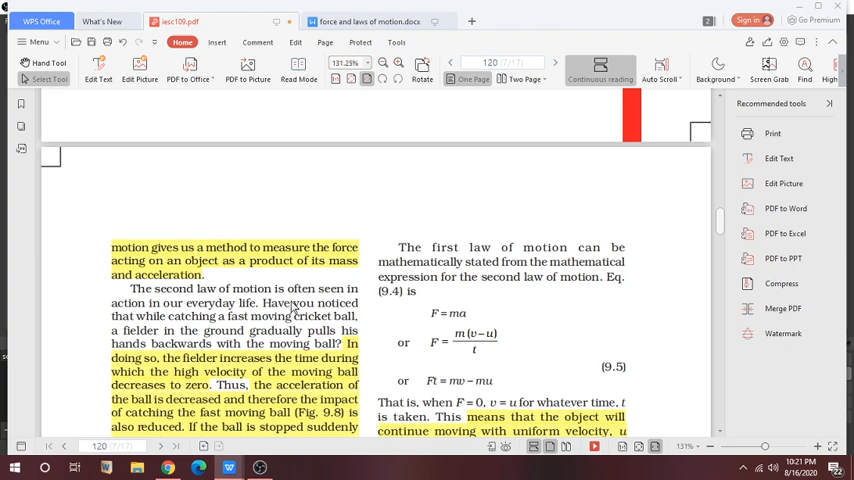 WPS Office
What's New
iesc109.pdf
force and laws of motion.docx
+
2
Sign in
Go Premium
Menu
Home
Insert
Comment
Edit
Page
Protect
Tools
Hand Tool
Select Tool
Edit Text
Edit Picture
PDF to Office
PDF to Picture
Read Mode
131.25%
120 (7/17)
Rotate
One Page
Two Page
Continuous reading
Auto Scroll
Background
Screen Grab
Find
High
Recommended tools
Print
Edit Text
Edit Picture
PDF to Word
PDF to Excel
PDF to PPT
Compress
Merge PDF
Watermark
motion gives us a method to measure the force
acting on an object as a product of its mass
and acceleration.
The second law of motion is often seen in
action in our everyday life. Have you noticed
that while catching a fast moving cricket ball,
a fielder in the ground gradually pulls his
hands backwards with the moving ball? In
doing so, the fielder increases the time during
which the high velocity of the moving ball
decreases to zero. Thus, the acceleration of
the ball is decreased and therefore the impact
of catching the fast moving ball (Fig. 9.8) is
also reduced. If the ball is stopped suddenly
The first law of motion can be
mathematically stated from the mathematical
expression for the second law of motion. Eq.
(9.4) is
F = ma
or F = m (v – u) / t
(9.5)
or Ft = mv – mu
That is, when F = 0, v = u for whatever time, t
is taken. This means that the object will
continue moving with uniform velocity, u
120 (7/17)
131%
10:21 PM
8/16/2020